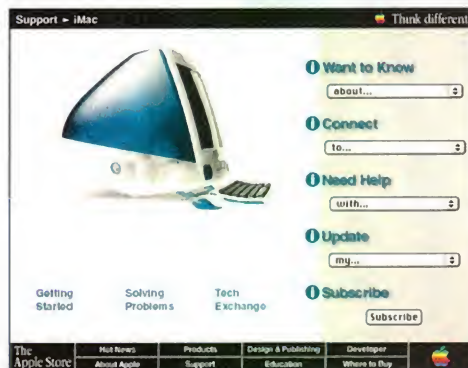 Support ► iMac
Think different
i Want to Know
about...
i Connect
to...
i Need Help
with...
i Update
my...
Getting Started
Solving Problems
Tech Exchange
i Subscribe
Subscribe
The Apple Store
Hot News
Products
Design & Publishing
Developer
About Apple
Support
Education
Where to Buy